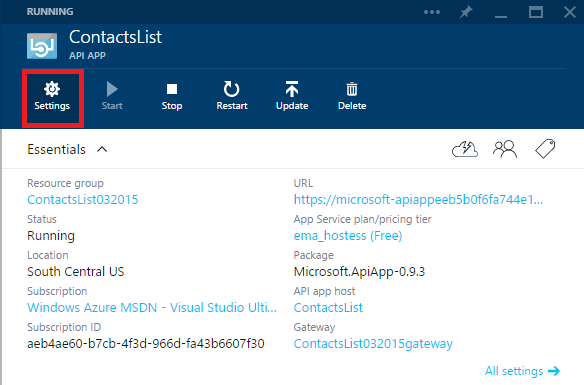 RUNNING
ContactsList
API APP
Settings Start Stop Restart Update Delete
Essentials
Resource group
ContactsList032015
Status
Running
Location
South Central US
Subscription
Windows Azure MSDN - Visual Studio Ulti...
Subscription ID
aeb4ae60-b7cb-4f3d-966d-fa43b6607f30
URL
https://microsoft-apiappeeb5b0f6fa744e1...
App Service plan/pricing tier
ema_hostess (Free)
Package
Microsoft.ApiApp-0.9.3
API app host
ContactsList
Gateway
ContactsList032015gateway
All settings